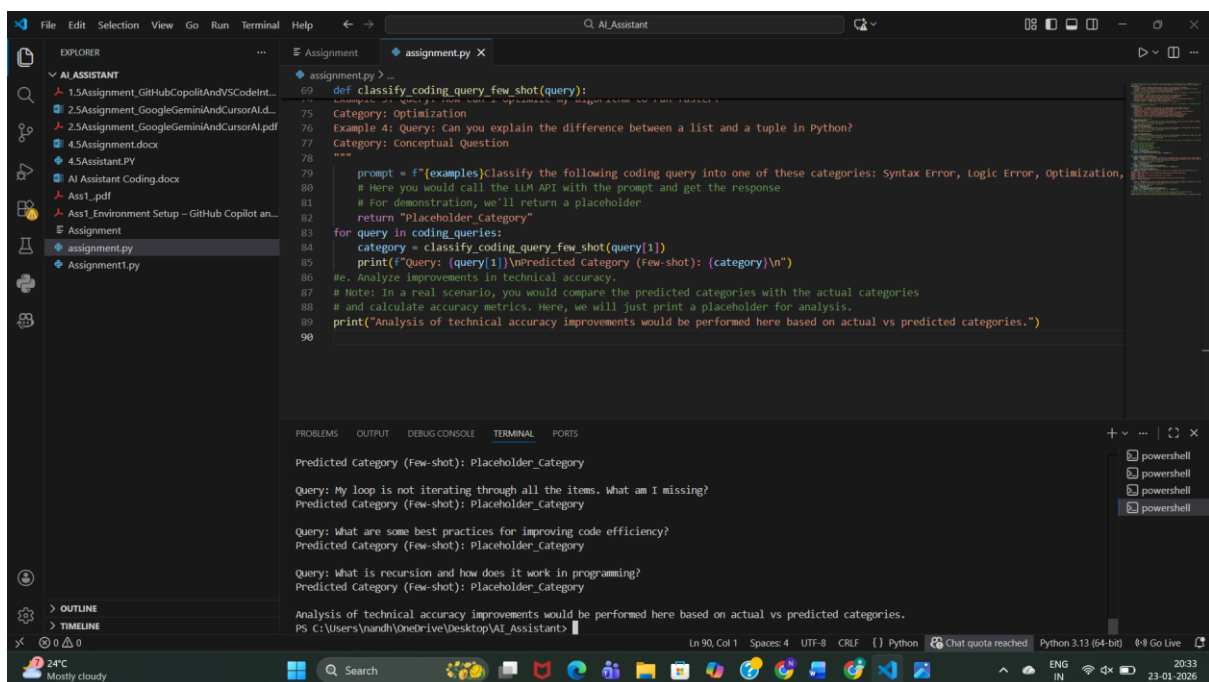 File Edit Selection View Go Run Terminal Help
AI_Assistant
EXPLORER
AI_ASSISTANT
1.5Assignment_GitHubCopolitAndVSCodeInt...
2.5Assignment_GoogleGeminiAndCursorAI.d...
2.5Assignment_GoogleGeminiAndCursorAI.pdf
4.5Assignment.docx
4.5Assistant.PY
AI Assistant Coding.docx
Ass1_.pdf
Ass1_Environment Setup – GitHub Copilot an...
Assignment
assignment.py
Assignment1.py
OUTLINE
TIMELINE
Assignment
assignment.py
assignment.py > ...
69 def classify_coding_query_few_shot(query):
74 Example 3: Query: How can I optimize my algorithm to run faster?
75 Category: Optimization
76 Example 4: Query: Can you explain the difference between a list and a tuple in Python?
77 Category: Conceptual Question
78 """
79 prompt = f"{examples}Classify the following coding query into one of these categories: Syntax Error, Logic Error, Optimization,
80 # Here you would call the LLM API with the prompt and get the response
81 # For demonstration, we'll return a placeholder
82 return "Placeholder_Category"
83 for query in coding_queries:
84 category = classify_coding_query_few_shot(query[1])
85 print(f"Query: {query[1]}\nPredicted Category (Few-shot): {category}\n")
86 #e. Analyze improvements in technical accuracy.
87 # Note: In a real scenario, you would compare the predicted categories with the actual categories
88 # and calculate accuracy metrics. Here, we will just print a placeholder for analysis.
89 print("Analysis of technical accuracy improvements would be performed here based on actual vs predicted categories.")
90
PROBLEMS OUTPUT DEBUG CONSOLE TERMINAL PORTS
Predicted Category (Few-shot): Placeholder_Category
Query: My loop is not iterating through all the items. What am I missing?
Predicted Category (Few-shot): Placeholder_Category
Query: What are some best practices for improving code efficiency?
Predicted Category (Few-shot): Placeholder_Category
Query: What is recursion and how does it work in programming?
Predicted Category (Few-shot): Placeholder_Category
Analysis of technical accuracy improvements would be performed here based on actual vs predicted categories.
PS C:\Users\nandh\OneDrive\Desktop\AI_Assistant>
powershell
powershell
powershell
powershell
0 0 0
Ln 90, Col 1 Spaces: 4 UTF-8 CRLF {} Python Chat quota reached Python 3.13 (64-bit) Go Live
7
24°C
Mostly cloudy
Search
ENG
IN
20:33
23-01-2026